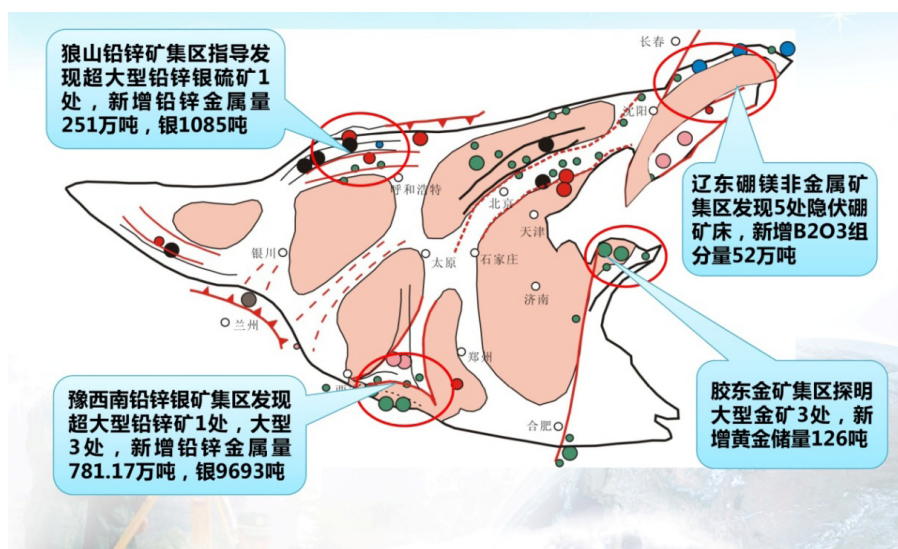 狼山铅锌矿集区指导发
现超大型铅锌银硫矿1
处，新增铅锌金属量
251万吨，银1085吨
长春
沈阳
呼和浩特
北京
天津
银川
太原
石家庄
济南
兰州
郑州
合肥
辽东硼镁非金属矿
集区发现5处隐伏硼
矿床，新增B2O3组
分量52万吨
豫西南铅锌银矿集区发现
超大型铅锌矿1处，大型
3处，新增铅锌金属量
781.17万吨，银9693吨
胶东金矿集区探明
大型金矿3处，新
增黄金储量126吨